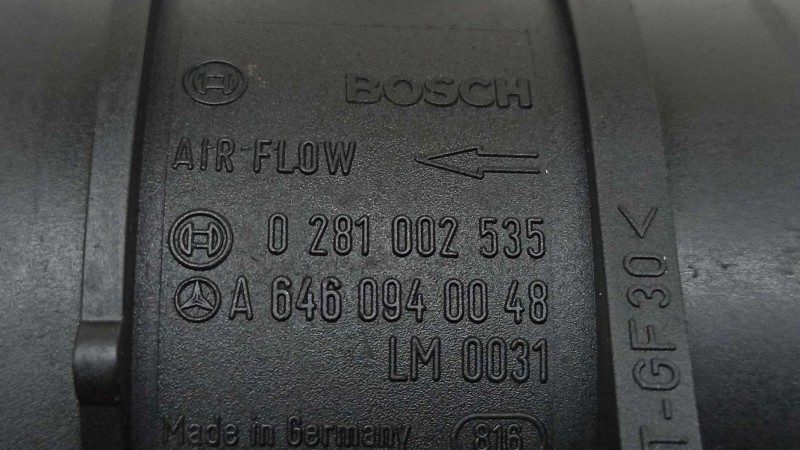 BOSCH
AIR FLOW
0 281 002 535
A 646 094 00 48
LM 0031
Made in Germany 816
T-GF30<